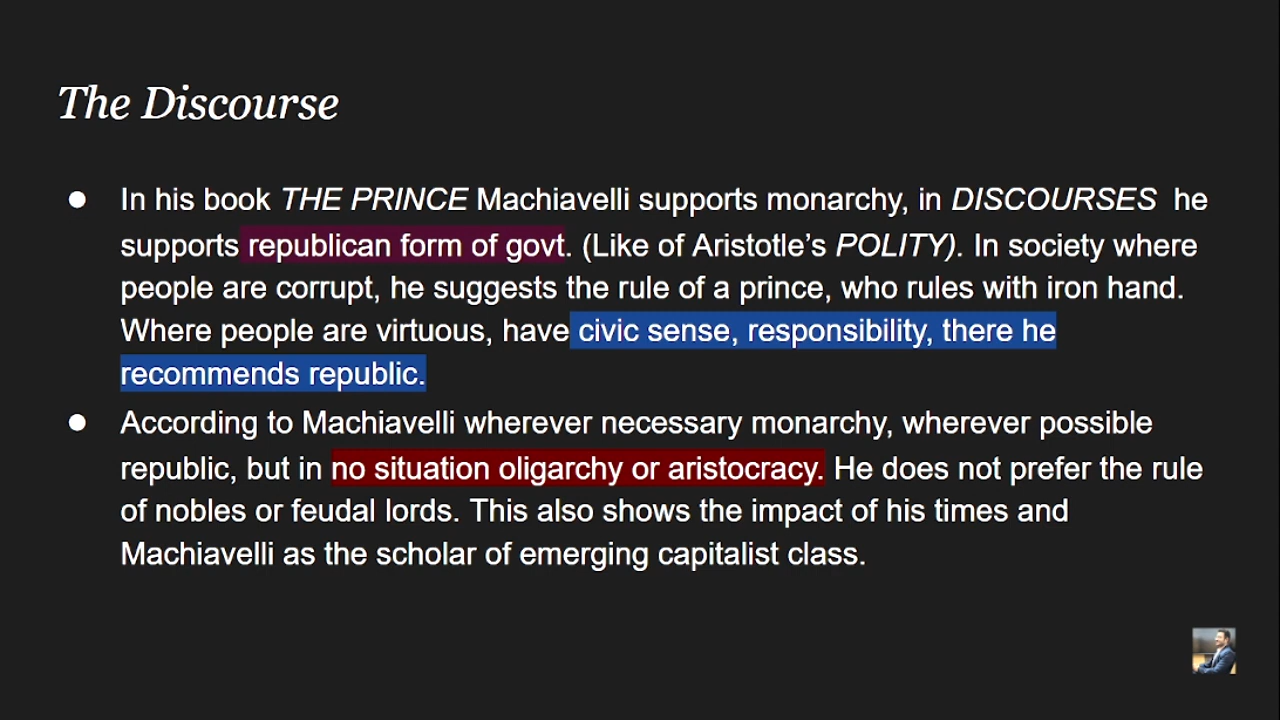 The Discourse
● In his book THE PRINCE Machiavelli supports monarchy, in DISCOURSES he
supports republican form of govt. (Like of Aristotle’s POLITY). In society where
people are corrupt, he suggests the rule of a prince, who rules with iron hand.
Where people are virtuous, have civic sense, responsibility, there he
recommends republic.
● According to Machiavelli wherever necessary monarchy, wherever possible
republic, but in no situation oligarchy or aristocracy. He does not prefer the rule
of nobles or feudal lords. This also shows the impact of his times and
Machiavelli as the scholar of emerging capitalist class.